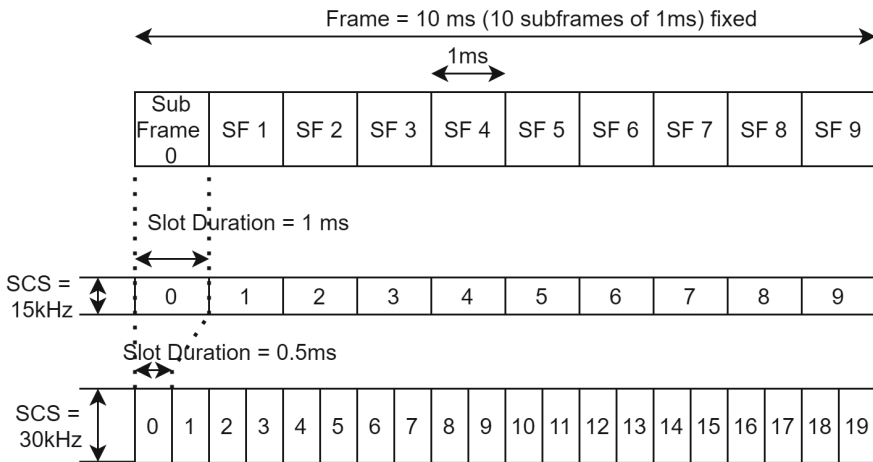 Frame = 10 ms (10 subframes of 1ms) fixed
1ms
Sub
Frame
0
SF 1 SF 2 SF 3 SF 4 SF 5 SF 6 SF 7 SF 8 SF 9
Slot Duration = 1 ms
SCS =
15kHz
0 1 2 3 4 5 6 7 8 9
Slot Duration = 0.5ms
SCS =
30kHz
0 1 2 3 4 5 6 7 8 9 10 11 12 13 14 15 16 17 18 19